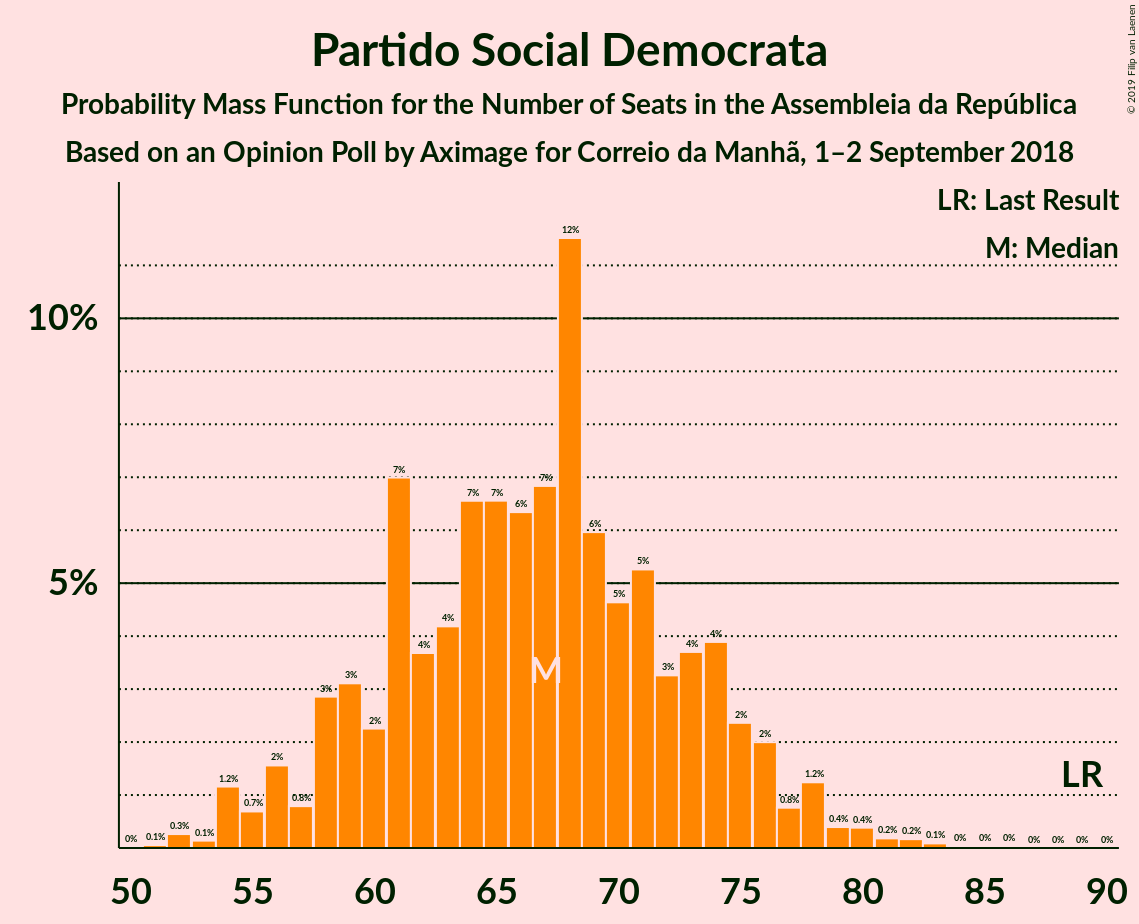 Partido Social Democrata
Probability Mass Function for the Number of Seats in the Assembleia da República
Based on an Opinion Poll by Aximage for Correio da Manhã, 1–2 September 2018
© 2019 Filip van Laenen
LR: Last Result
M: Median
10%
5%
0% 0.1% 0.3% 0.1% 1.2% 0.7% 2% 0.8% 3% 3% 2% 7% 4% 4% 7% 7% 6% 7% 12% 6% 5% 5% 3% 4% 4% 2% 2% 0.8% 1.2% 0.4% 0.4% 0.2% 0.2% 0.1% 0% 0% 0% 0% 0% 0% 0%
M
LR
50 55 60 65 70 75 80 85 90